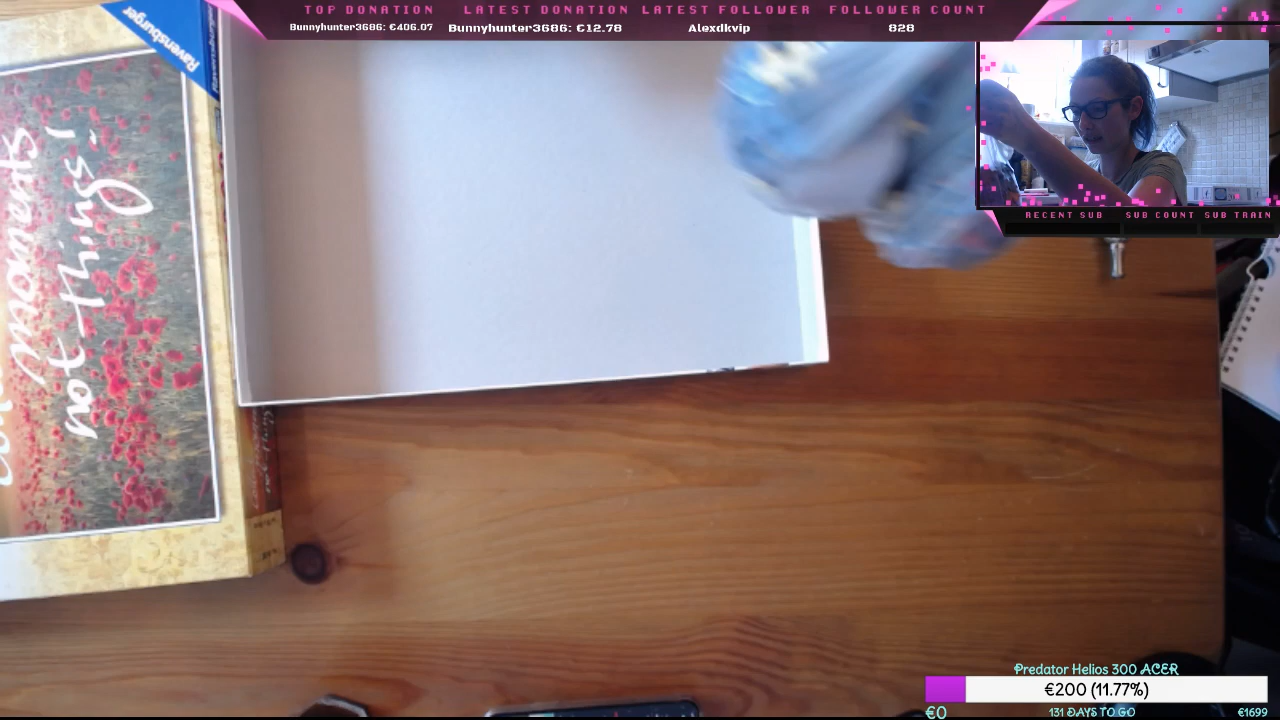 TOP DONATION
LATEST DONATION
LATEST FOLLOWER
FOLLOWER COUNT
Bunnyhunter3686: €406.07
Bunnyhunter3686: €12.78
Alexdkvip
828
Ravensburger
moments
not things!
RECENT SUB
SUB COUNT
SUB TRAIN
Predator Helios 300 ACER
€200 (11.77%)
€0
131 DAYS TO GO
€1699